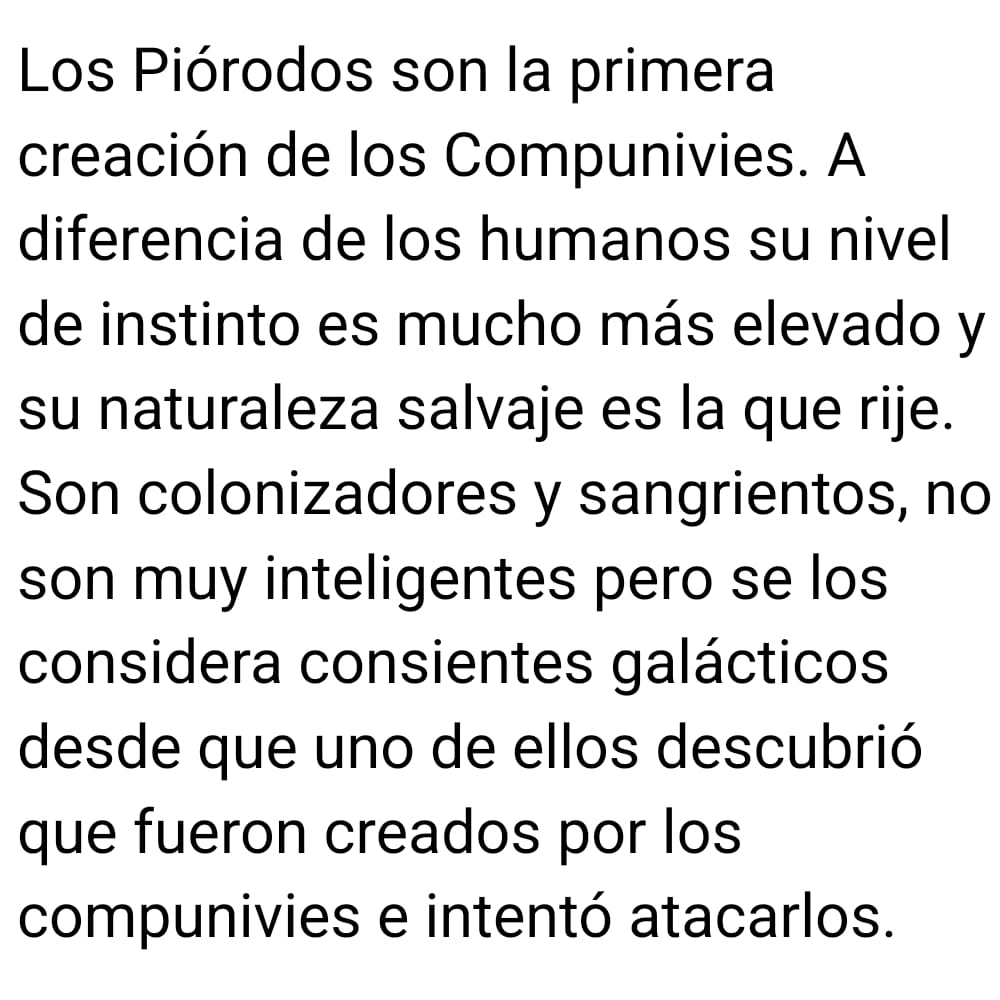 Los Piórodos son la primera
creación de los Compunivies. A
diferencia de los humanos su nivel
de instinto es mucho más elevado y
su naturaleza salvaje es la que rije.
Son colonizadores y sangrientos, no
son muy inteligentes pero se los
considera consientes galácticos
desde que uno de ellos descubrió
que fueron creados por los
compunivies e intentó atacarlos.